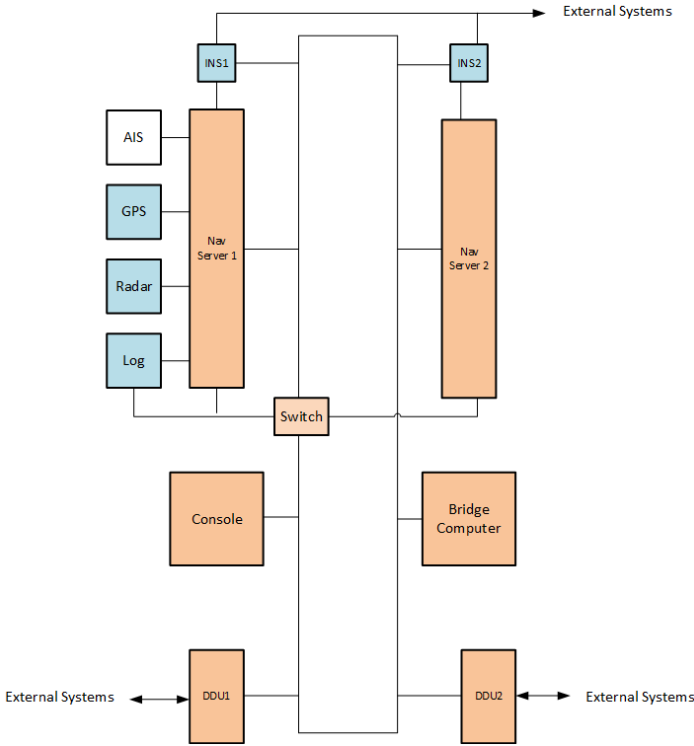 External Systems
INS1
INS2
AIS
GPS
Nav
Server 1
Nav
Server 2
Radar
Log
Switch
Console
Bridge
Computer
External Systems
DDU1
DDU2
External Systems